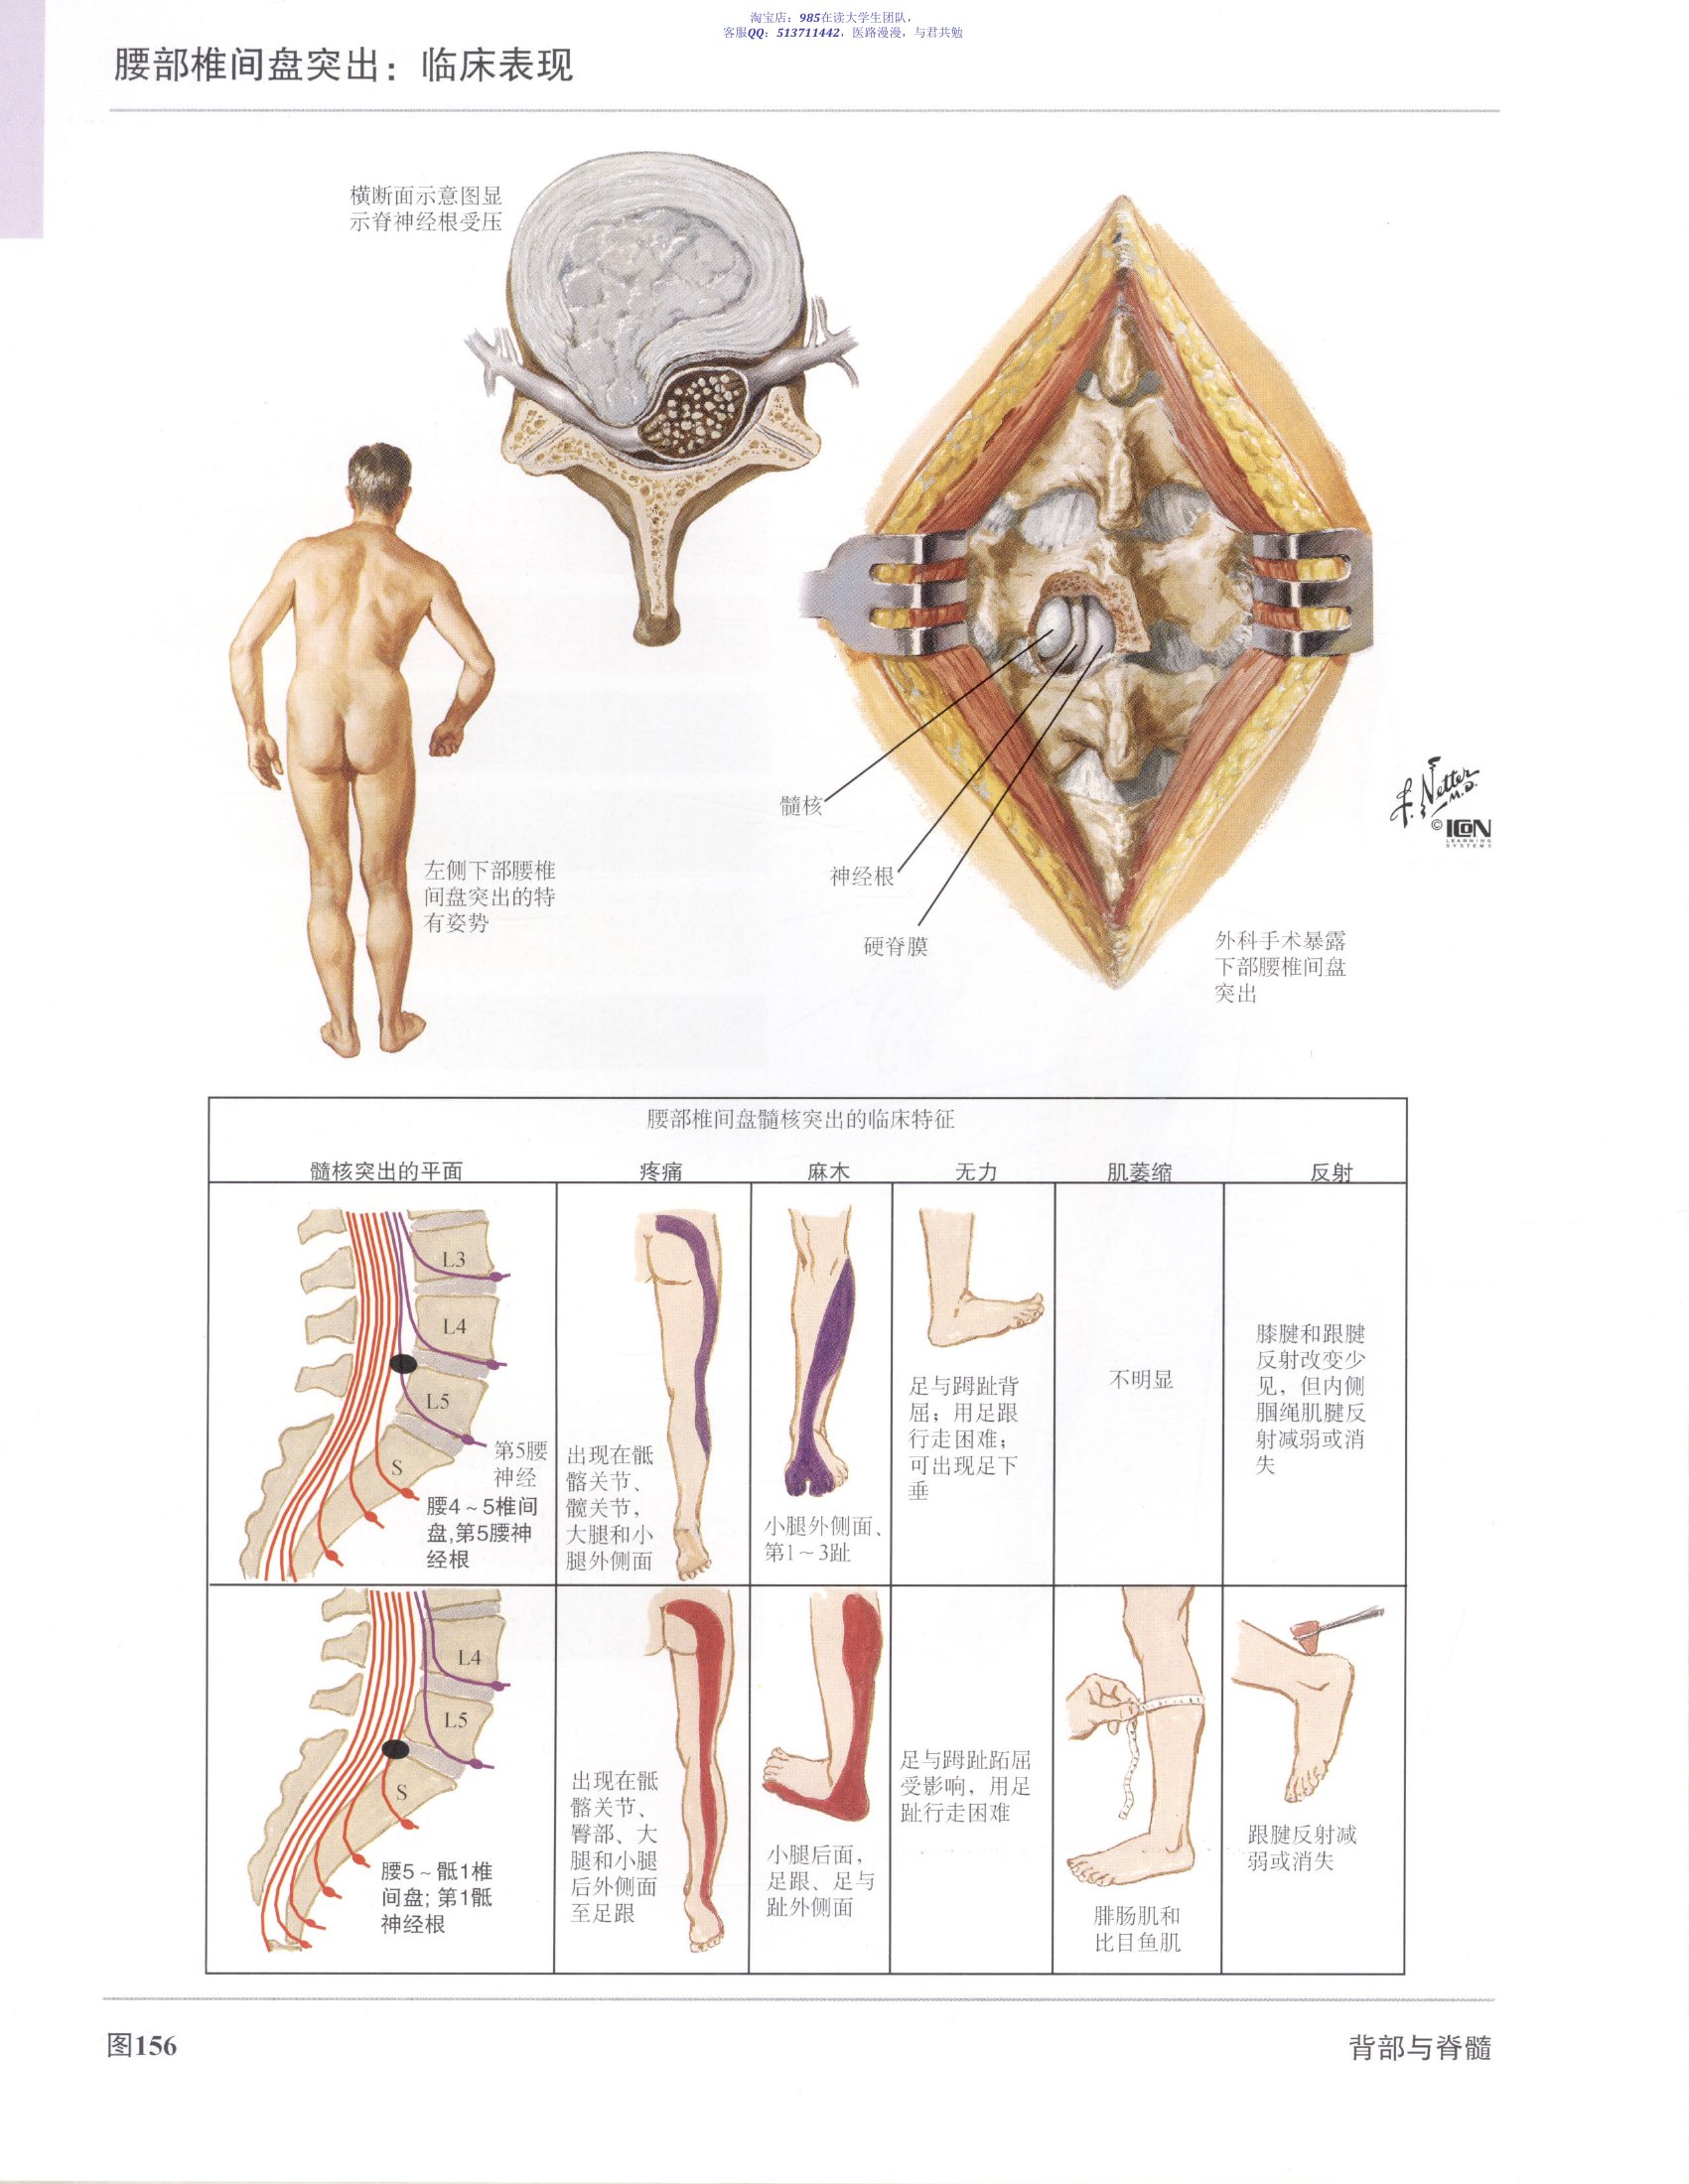 淘宝店：985在读大学生团队，
客服QQ：513711442，医路漫漫，与君共勉
腰部椎间盘突出：临床表现
横断面示意图显
示脊神经根受压
左侧下部腰椎
间盘突出的特
有姿势
髓核
神经根
硬脊膜
外科手术暴露
下部腰椎间盘
突出
F. Netter
M.D.
© ICON
LEARNING
SYSTEMS
腰部椎间盘髓核突出的临床特征
髓核突出的平面
疼痛
麻木
无力
肌萎缩
反射
L3
L4
L5
S
第5腰
神经
腰4～5椎间
盘,第5腰神
经根
出现在骶
髂关节、
髋关节，
大腿和小
腿外侧面
小腿外侧面、
第1～3趾
足与踇趾背
屈；用足跟
行走困难；
可出现足下
垂
不明显
膝腱和跟腱
反射改变少
见，但内侧
腘绳肌腱反
射减弱或消
失
L4
L5
S
腰5～骶1椎
间盘；第1骶
神经根
出现在骶
髂关节、
臀部、大
腿和小腿
后外侧面
至足跟
小腿后面，
足跟、足与
趾外侧面
足与踇趾跖屈
受影响，用足
趾行走困难
腓肠肌和
比目鱼肌
跟腱反射减
弱或消失
图156
背部与脊髓